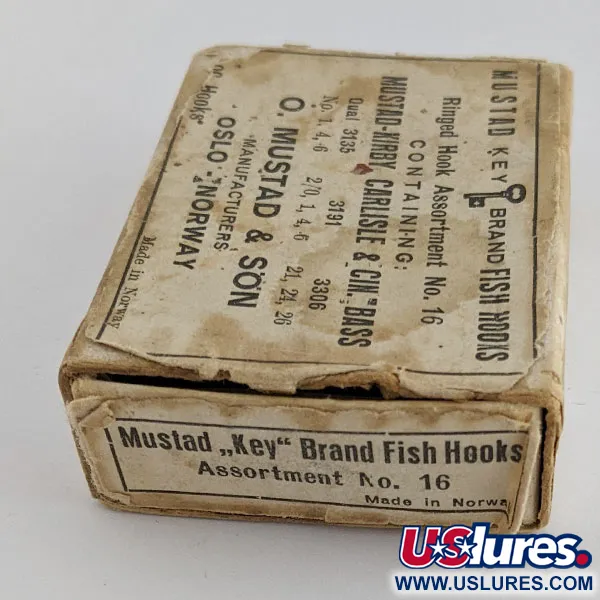 MUSTAD KEY BRAND FISH HOOKS
Ringed Hook Assortment No. 16
CONTAINING:
MUSTAD-KIRBY, CARLISLE & CIN. BASS
Qual 3135 3191 3306
No. 1, 4, 6 2/0, 1, 4, 6 21, 24, 26
O. MUSTAD & SÖN
MANUFACTURERS
OSLO - NORWAY
Hooks
Made in Norway
Mustad „Key“ Brand Fish Hooks
Assortment No. 16
Made in Norwa
USlures.
WWW.USLURES.COM